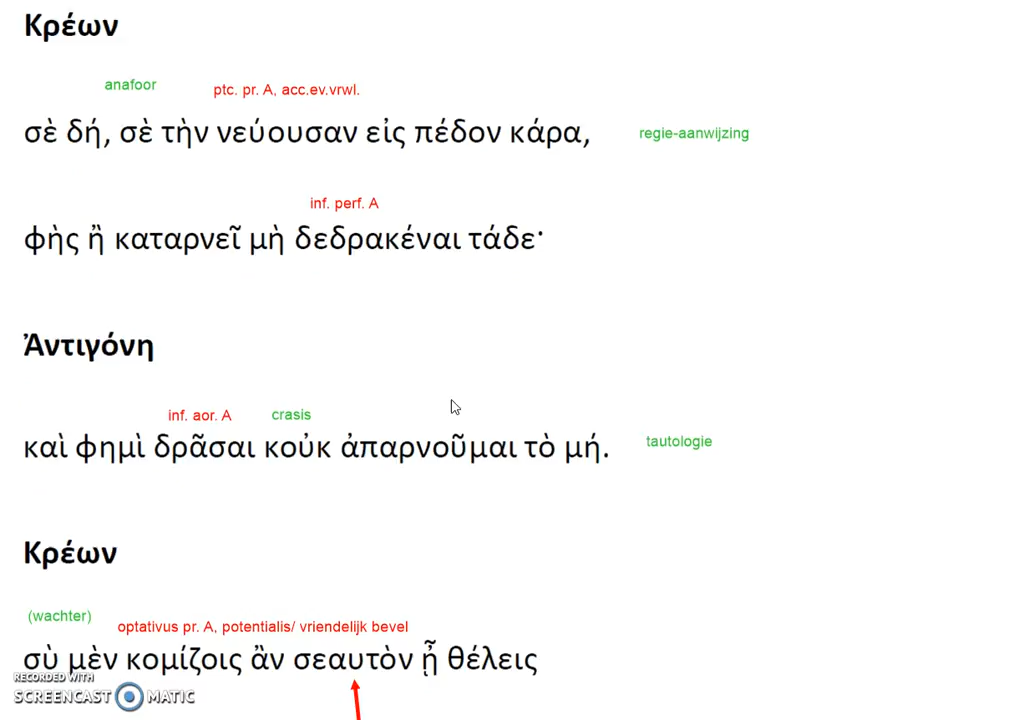 Κρέων
anafoor
ptc. pr. A, acc.ev.vrwl.
σὲ δή, σὲ τὴν νεύουσαν εἰς πέδον κάρα,
regie-aanwijzing
inf. perf. A
φὴς ἢ καταρνεῖ μὴ δεδρακέναι τάδε·
Ἀντιγόνη
inf. aor. A
crasis
καὶ φημὶ δρᾶσαι κοὐκ ἀπαρνοῦμαι τὸ μή.
tautologie
Κρέων
(wachter)
optativus pr. A, potentialis/ vriendelijk bevel
σὺ μὲν κομίζοις ἂν σεαυτὸν ᾗ θέλεις
RECORDED WITH
SCREENCAST MATIC